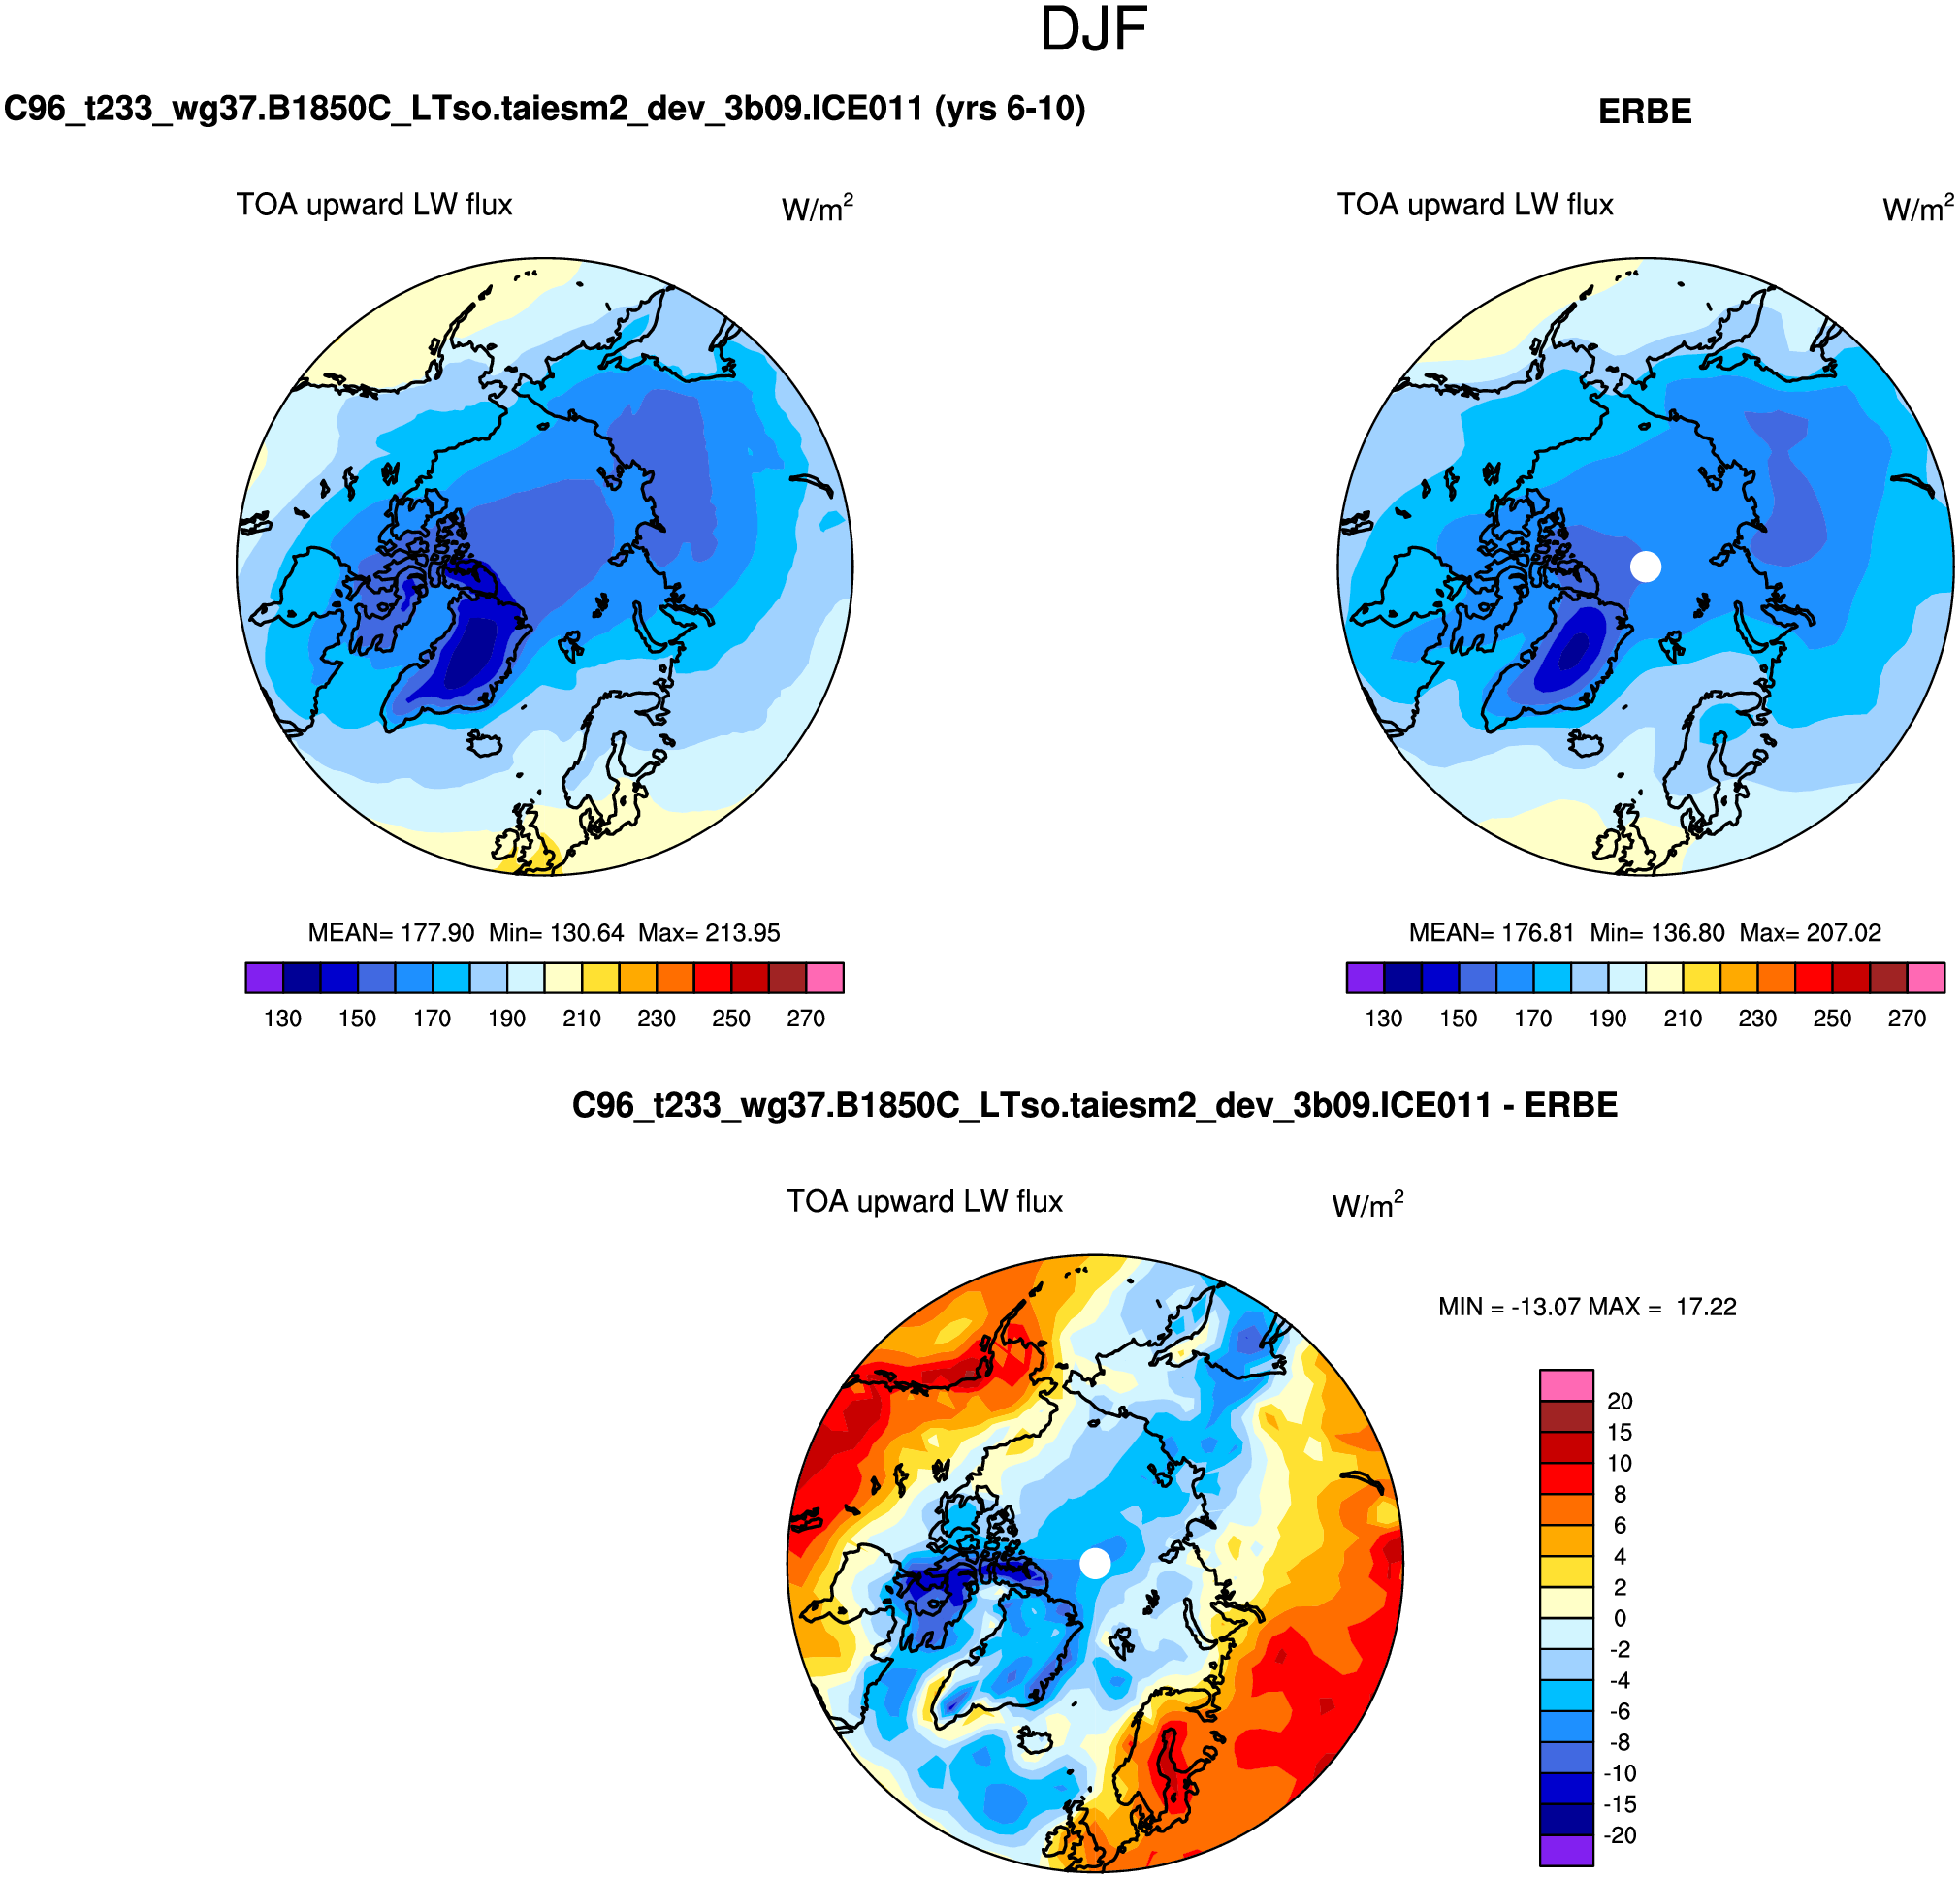 DJF
C96_t233_wg37.B1850C_LTso.taiesm2_dev_3b09.ICE011 (yrs 6-10)
ERBE
TOA upward LW flux W/m²
TOA upward LW flux W/m²
MEAN= 177.90 Min= 130.64 Max= 213.95
MEAN= 176.81 Min= 136.80 Max= 207.02
130 150 170 190 210 230 250 270
130 150 170 190 210 230 250 270
C96_t233_wg37.B1850C_LTso.taiesm2_dev_3b09.ICE011 - ERBE
TOA upward LW flux W/m²
MIN = -13.07 MAX = 17.22
20
15
10
8
6
4
2
0
-2
-4
-6
-8
-10
-15
-20